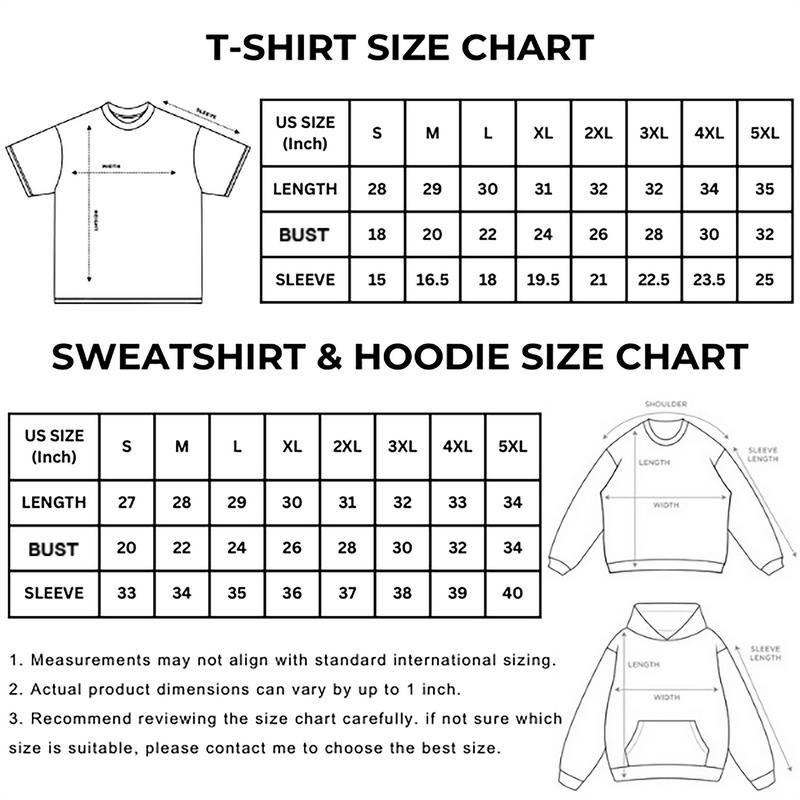 T-SHIRT SIZE CHART
SLEEVE
WIDTH
HEIGHT
US SIZE (Inch) S M L XL 2XL 3XL 4XL 5XL
LENGTH 28 29 30 31 32 32 34 35
BUST 18 20 22 24 26 28 30 32
SLEEVE 15 16.5 18 19.5 21 22.5 23.5 25
SWEATSHIRT & HOODIE SIZE CHART
US SIZE (Inch) S M L XL 2XL 3XL 4XL 5XL
LENGTH 27 28 29 30 31 32 33 34
BUST 20 22 24 26 28 30 32 34
SLEEVE 33 34 35 36 37 38 39 40
SHOULDER
SLEEVE
LENGTH
LENGTH
WIDTH
SLEEVE
LENGTH
LENGTH
WIDTH
1. Measurements may not align with standard international sizing.
2. Actual product dimensions can vary by up to 1 inch.
3. Recommend reviewing the size chart carefully. if not sure which
size is suitable, please contact me to choose the best size.